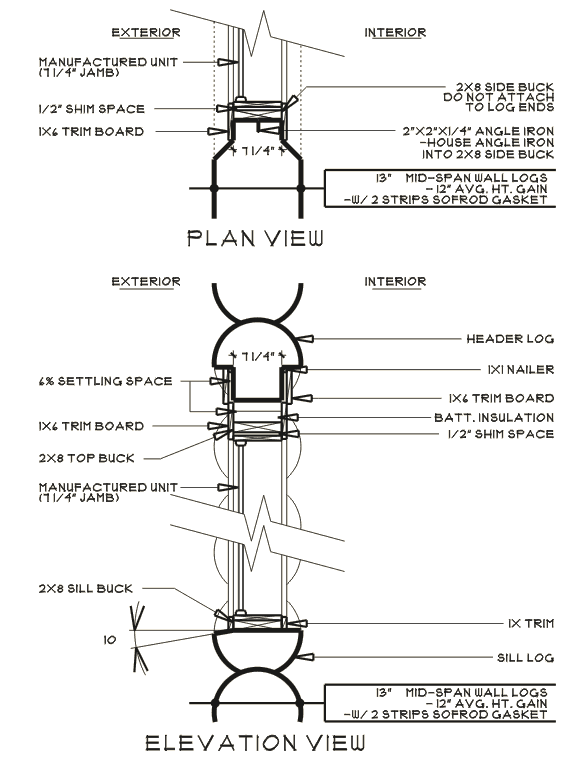 EXTERIOR
INTERIOR
MANUFACTURED UNIT
(7 1/4" JAMB)
1/2" SHIM SPACE
1X6 TRIM BOARD
2X8 SIDE BUCK
DO NOT ATTACH
TO LOG ENDS
2"X2"X1/4" ANGLE IRON
-HOUSE ANGLE IRON
INTO 2X8 SIDE BUCK
7 1/4"
13" MID-SPAN WALL LOGS
- 12" AVG. HT. GAIN
-W/ 2 STRIPS SOFROD GASKET
PLAN VIEW
EXTERIOR
INTERIOR
HEADER LOG
7 1/4"
1X1 NAILER
6% SETTLING SPACE
1X6 TRIM BOARD
BATT. INSULATION
1X6 TRIM BOARD
1/2" SHIM SPACE
2X8 TOP BUCK
MANUFACTURED UNIT
(7 1/4" JAMB)
2X8 SILL BUCK
1X TRIM
10
SILL LOG
13" MID-SPAN WALL LOGS
- 12" AVG. HT. GAIN
-W/ 2 STRIPS SOFROD GASKET
ELEVATION VIEW